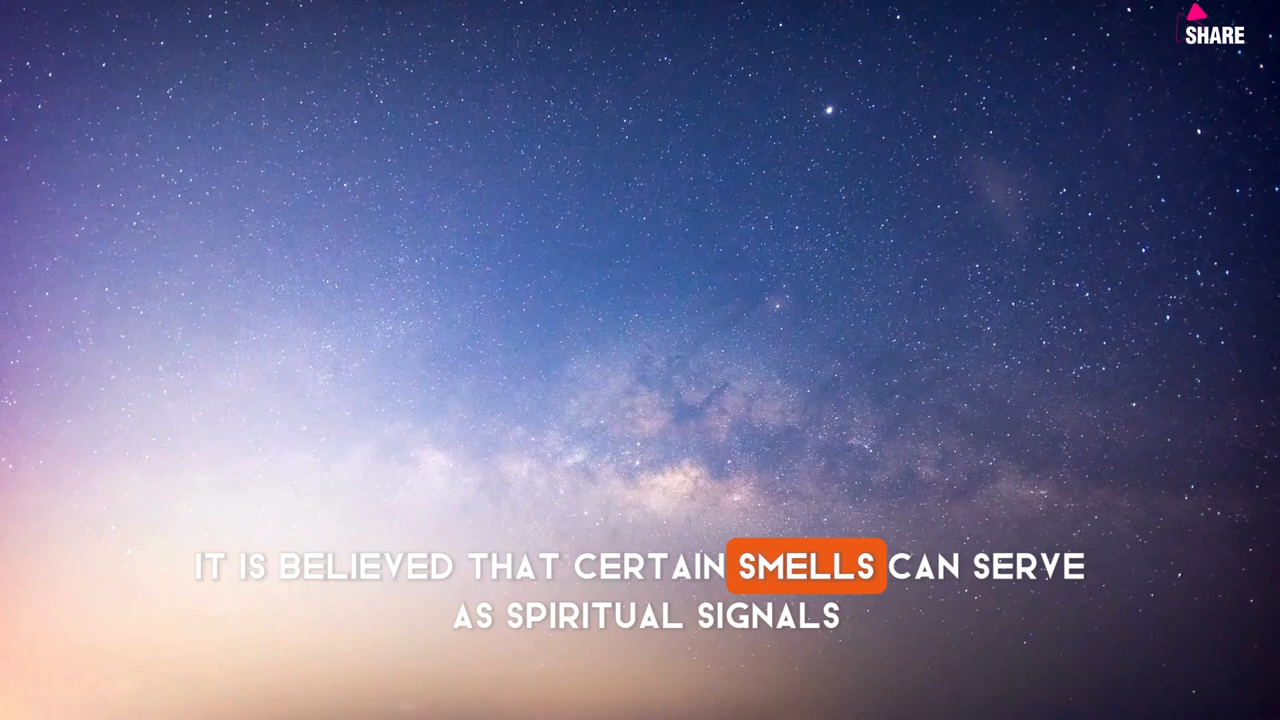 SHARE
IT IS BELIEVED THAT CERTAIN SMELLS CAN SERVE
AS SPIRITUAL SIGNALS